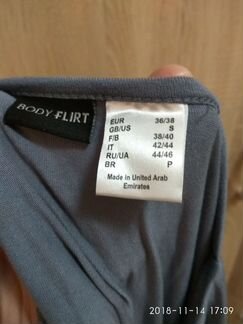 BODY FLIRT
EUR 36/38
GB/US S
F/B 38/40
IT 42/44
RU/UA 44/46
BR P
Made in United Arab
Emirates
2018-11-14 17:09